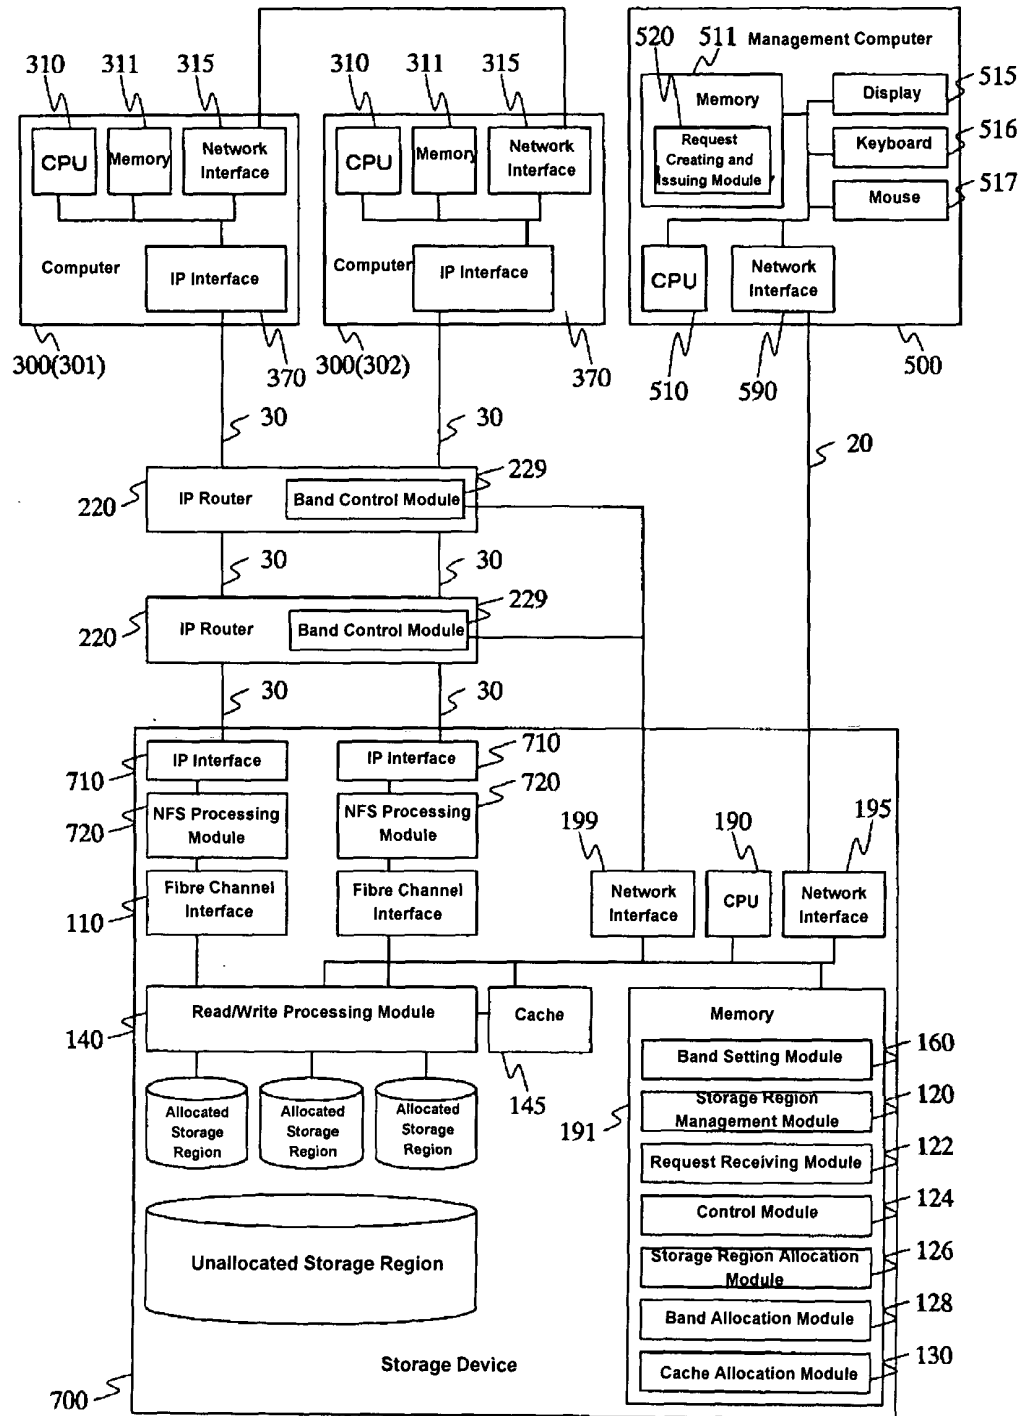 310
311
315
CPU
Memory
Network
Interface
Computer
IP Interface
300(301)
370
310
311
315
CPU
Memory
Network
Interface
Computer
IP Interface
300(302)
370
520
511
Management Computer
Memory
Request
Creating and
Issuing Module
Display
515
Keyboard
516
Mouse
517
CPU
Network
Interface
510
590
500
30
30
20
220
IP Router
Band Control Module
229
30
30
220
IP Router
Band Control Module
229
30
30
IP Interface
710
IP Interface
710
NFS Processing
Module
720
NFS Processing
Module
720
Fibre Channel
Interface
110
Fibre Channel
Interface
199
190
195
Network
Interface
CPU
Network
Interface
Read/Write Processing Module
140
Cache
145
Allocated
Storage
Region
Allocated
Storage
Region
Allocated
Storage
Region
Unallocated Storage Region
Memory
191
Band Setting Module
160
Storage Region
Management Module
120
Request Receiving Module
122
Control Module
124
Storage Region Allocation
Module
126
Band Allocation Module
128
Cache Allocation Module
130
Storage Device
700